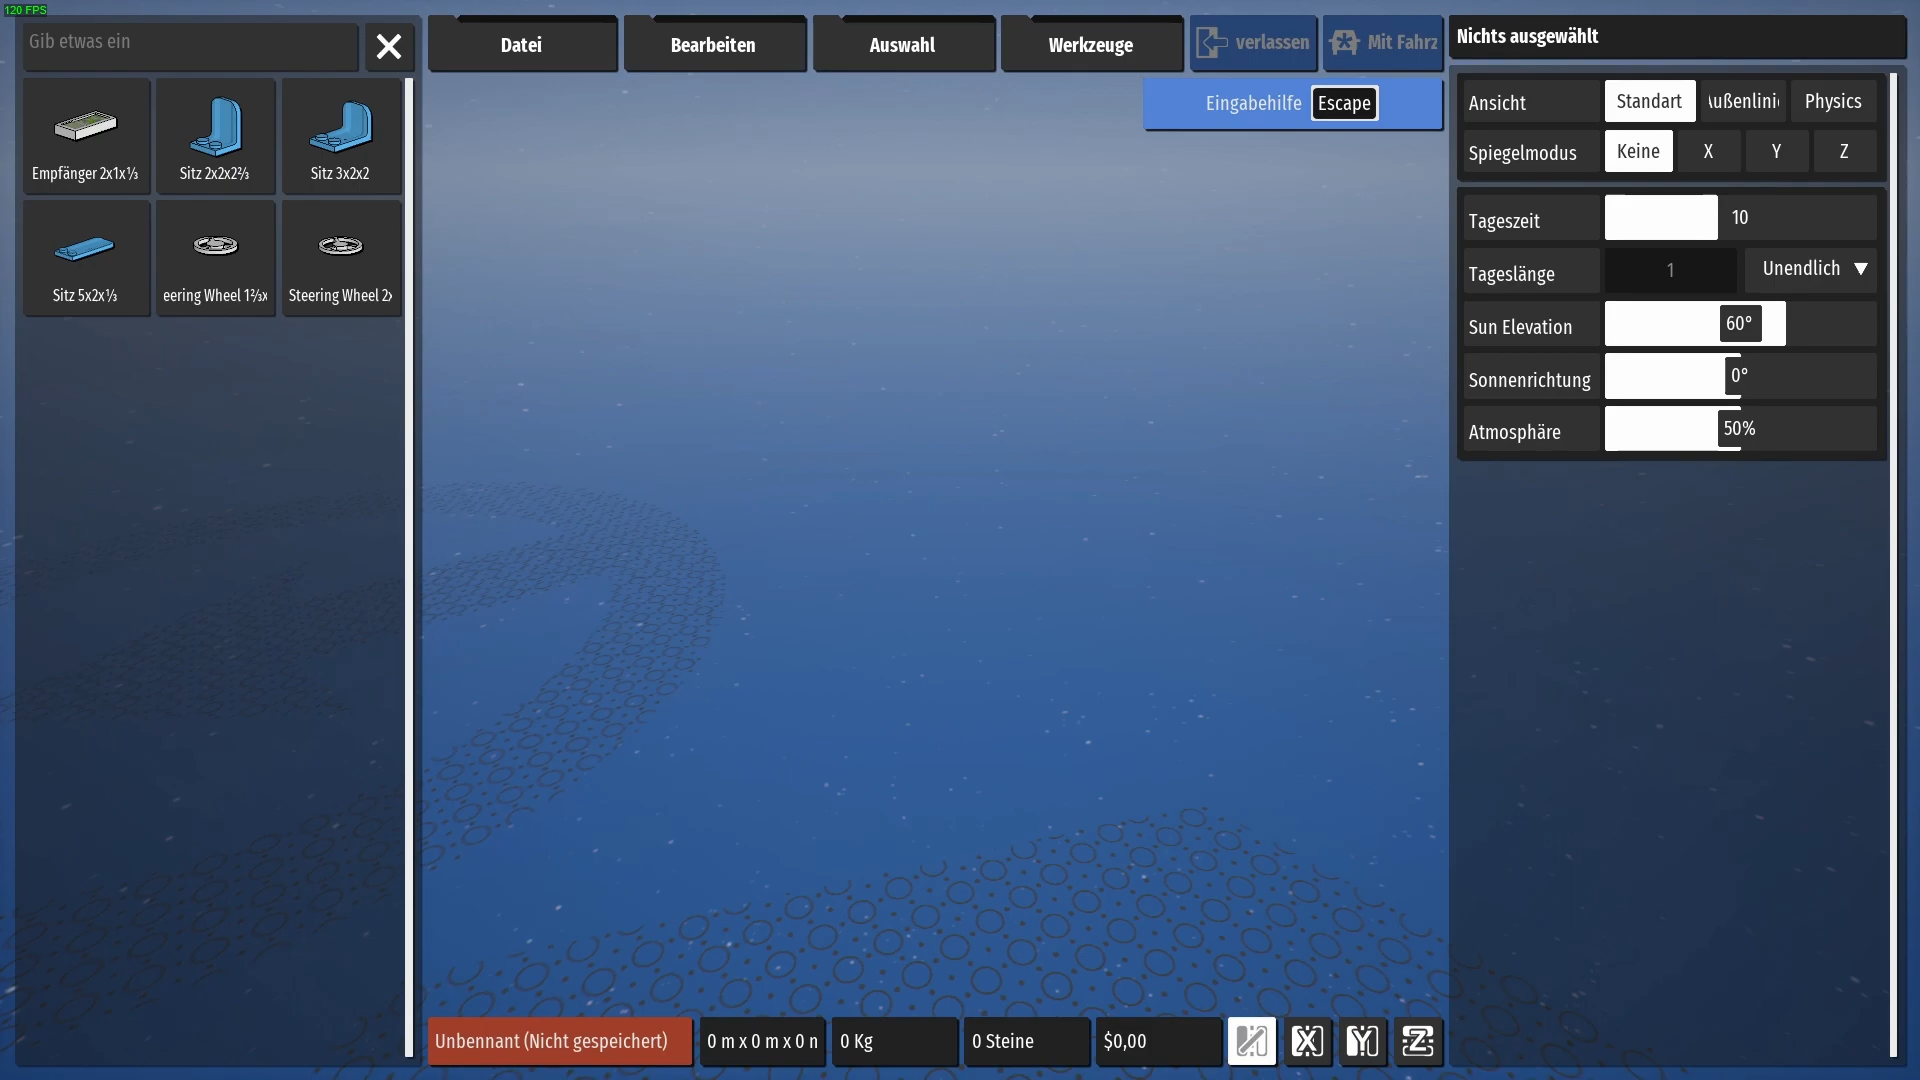 120 FPS
Gib etwas ein
Datei
Bearbeiten
Auswahl
Werkzeuge
verlassen
Mit Fahrz
Nichts ausgewählt
Eingabehilfe Escape
Empfänger 2x1x⅓
Sitz 2x2x2⅔
Sitz 3x2x2
Sitz 5x2x⅓
eering Wheel 1⅔x
Steering Wheel 2x
Ansicht Standart ußenlini Physics
Spiegelmodus Keine X Y Z
Tageszeit 10
Tageslänge 1 Unendlich
Sun Elevation 60°
Sonnenrichtung 0°
Atmosphäre 50%
Unbennant (Nicht gespeichert)
0 m x 0 m x 0 n
0 Kg
0 Steine
$0,00
X
Y
Z